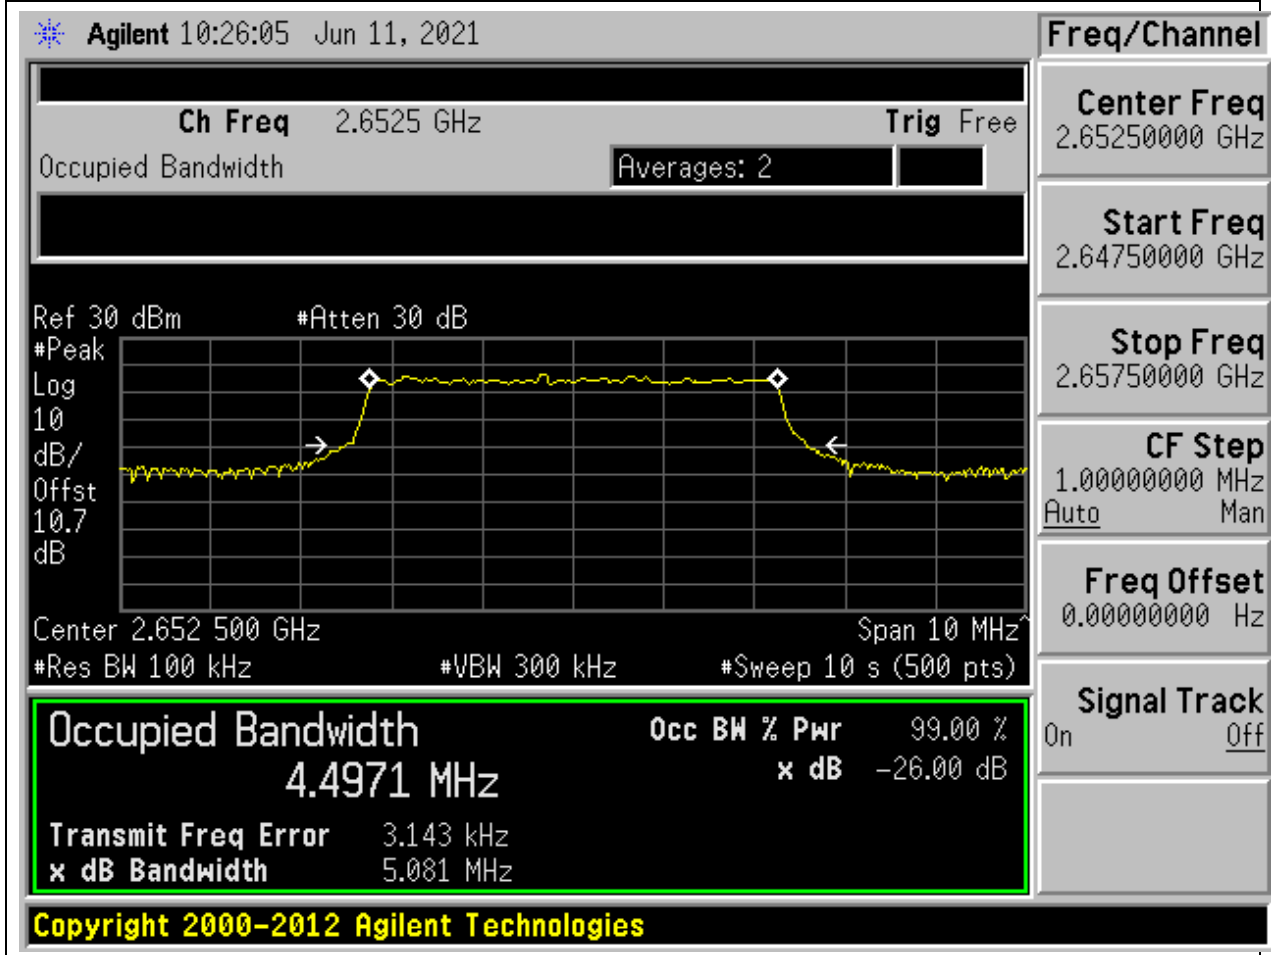 Agilent 10:26:05 Jun 11, 2021
Freq/Channel
Ch Freq 2.6525 GHz Trig Free
Occupied Bandwidth Averages: 2
Ref 30 dBm #Atten 30 dB
#Peak
Log
10
dB/
Offst
10.7
dB
Center 2.652 500 GHz Span 10 MHz^
#Res BW 100 kHz #VBW 300 kHz #Sweep 10 s (500 pts)
Occupied Bandwidth Occ BW % Pwr 99.00 %
4.4971 MHz x dB -26.00 dB
Transmit Freq Error 3.143 kHz
x dB Bandwidth 5.081 MHz
Copyright 2000-2012 Agilent Technologies
Center Freq
2.65250000 GHz
Start Freq
2.64750000 GHz
Stop Freq
2.65750000 GHz
CF Step
1.00000000 MHz
Auto Man
Freq Offset
0.00000000 Hz
Signal Track
On Off